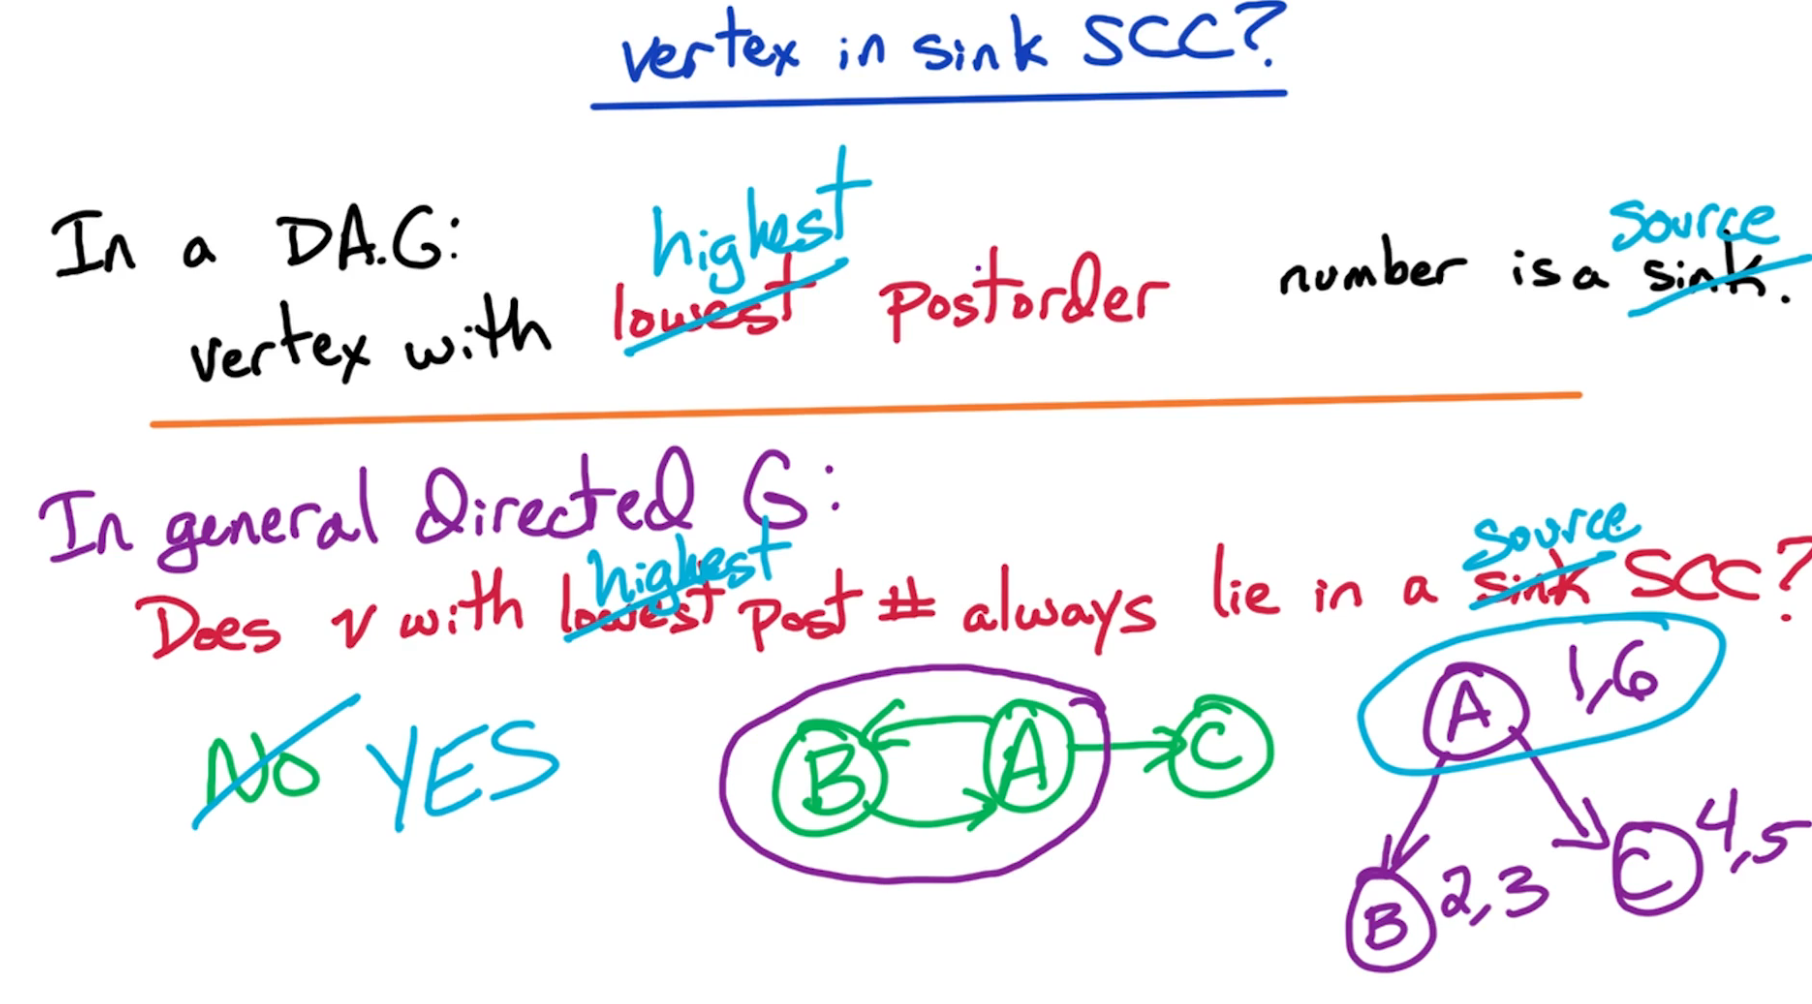 vertex in sink SCC?
highest
source
In a DAG:
vertex with lowest postorder number is a sink.
In general directed G:
highest
source
Does v with lowest post # always lie in a sink SCC?
NO YES
B A C
A 1,6
B 2,3
C 4,5